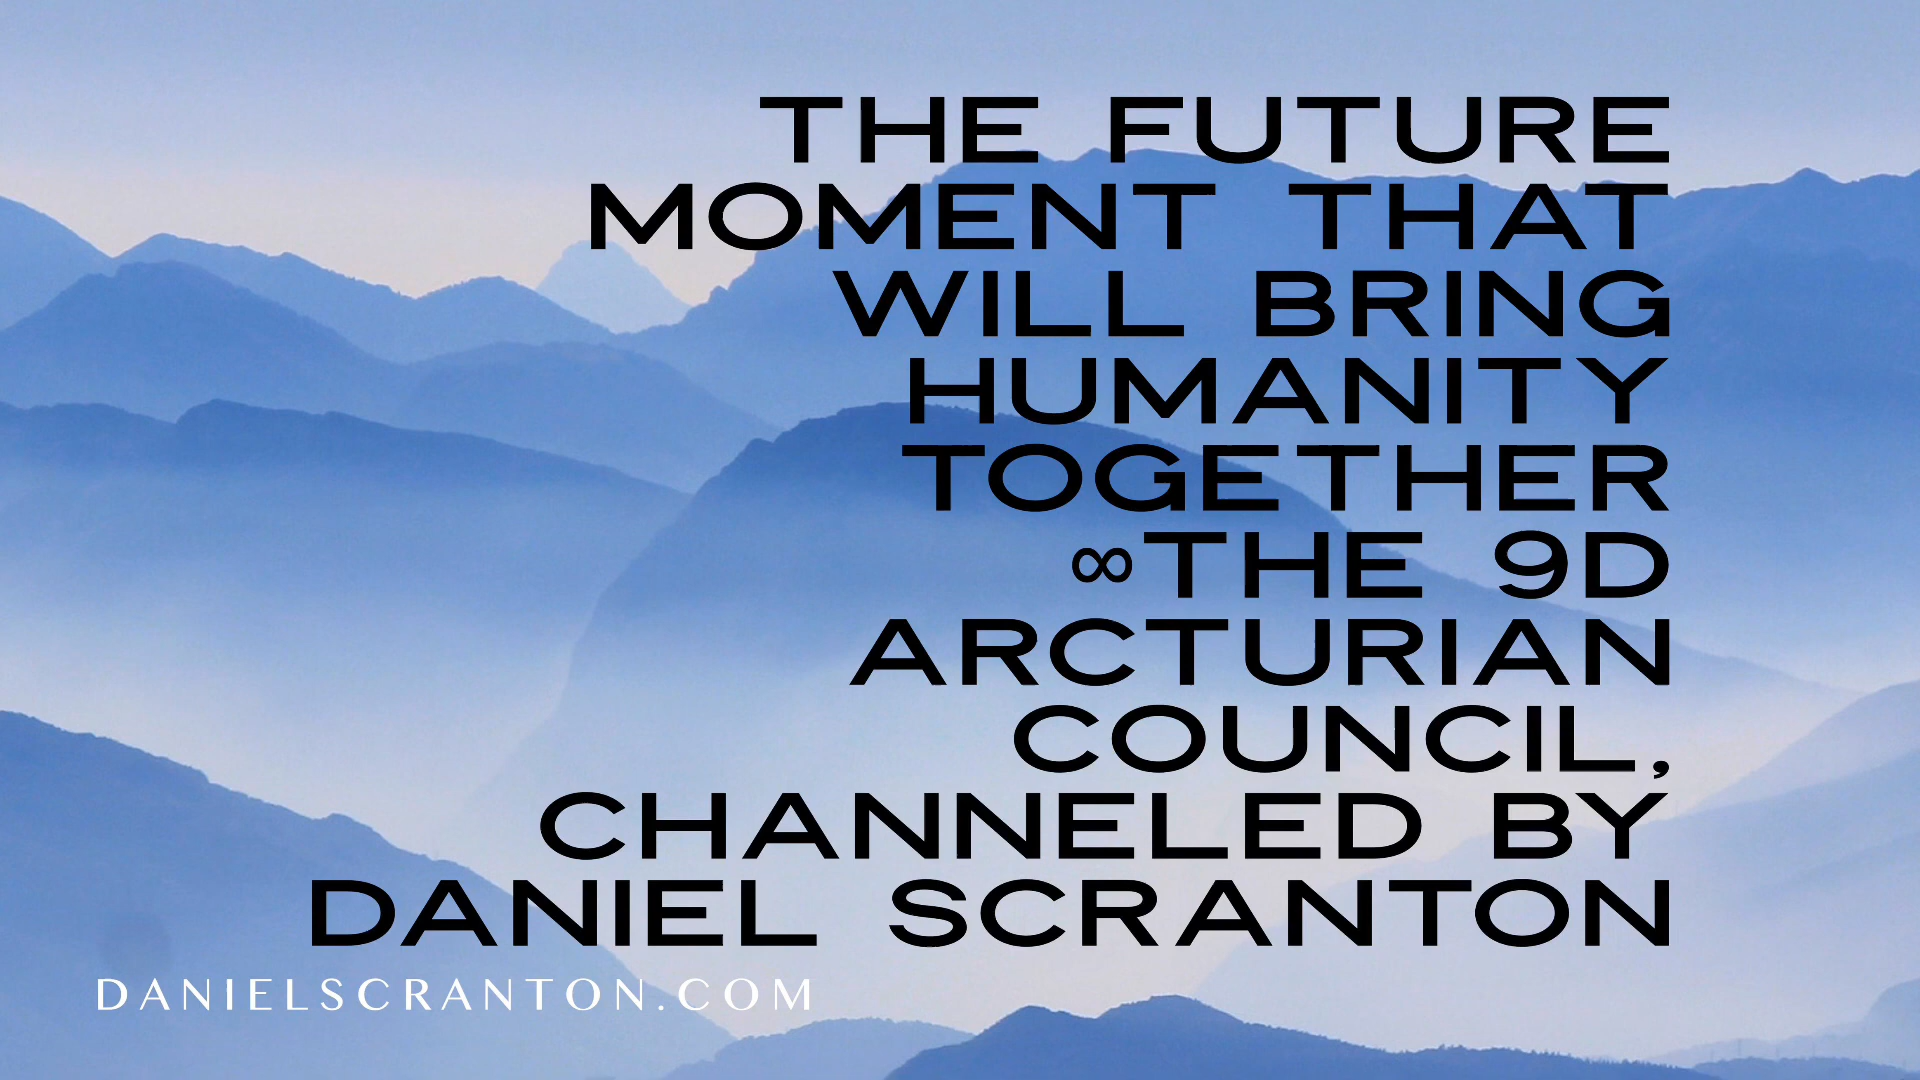 THE FUTURE
MOMENT THAT
WILL BRING
HUMANITY
TOGETHER
∞THE 9D
ARCTURIAN
COUNCIL,
CHANNELED BY
DANIEL SCRANTON
DANIELSCRANTON.COM